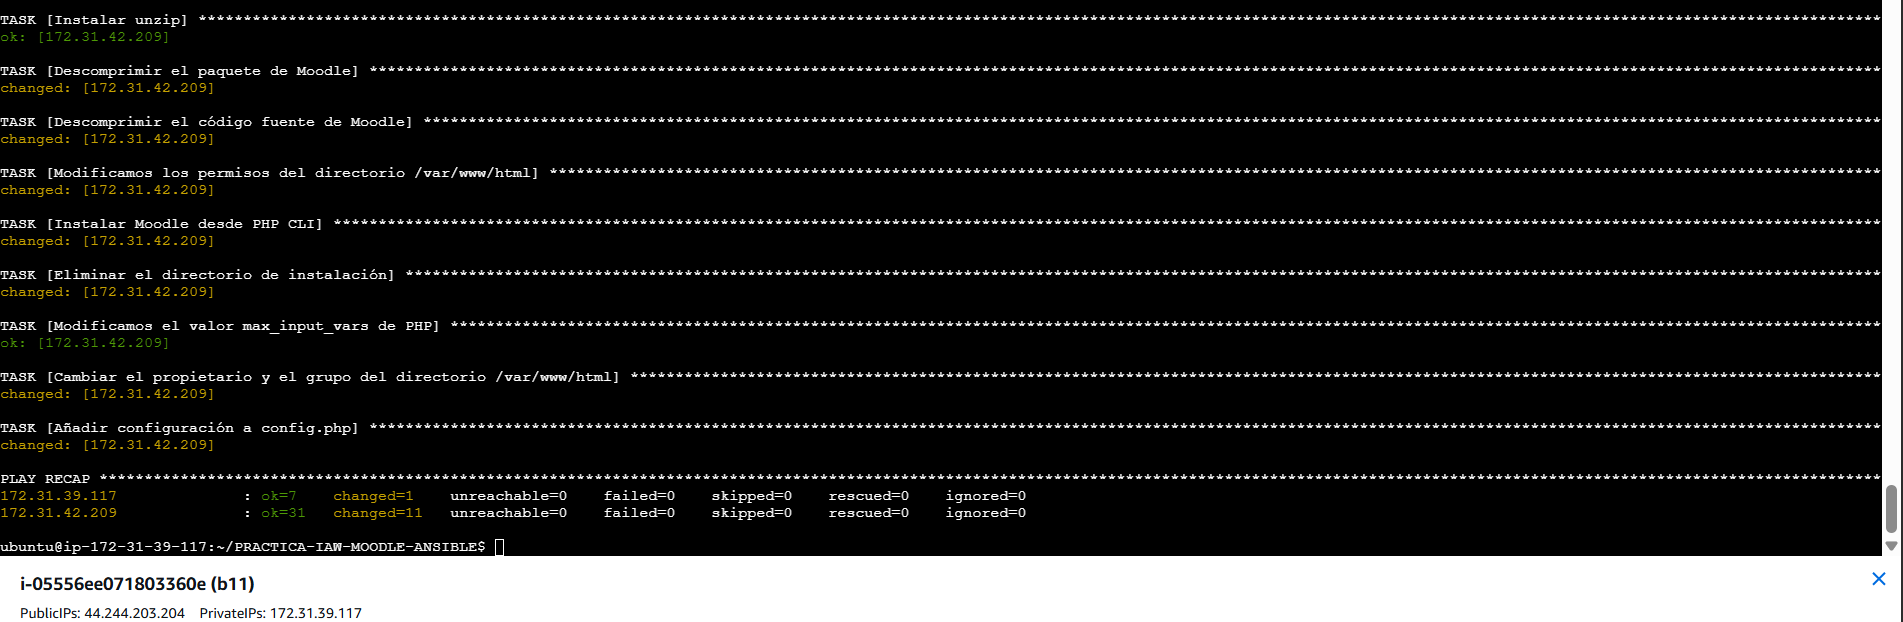 TASK [Instalar unzip] ****************************************************************************************************
ok: [172.31.42.209]
TASK [Descomprimir el paquete de Moodle] ****************************************************************************************************
changed: [172.31.42.209]
TASK [Descomprimir el código fuente de Moodle] ****************************************************************************************************
changed: [172.31.42.209]
TASK [Modificamos los permisos del directorio /var/www/html] ****************************************************************************************************
changed: [172.31.42.209]
TASK [Instalar Moodle desde PHP CLI] ****************************************************************************************************
changed: [172.31.42.209]
TASK [Eliminar el directorio de instalación] ****************************************************************************************************
changed: [172.31.42.209]
TASK [Modificamos el valor max_input_vars de PHP] ****************************************************************************************************
ok: [172.31.42.209]
TASK [Cambiar el propietario y el grupo del directorio /var/www/html] ****************************************************************************************************
changed: [172.31.42.209]
TASK [Añadir configuración a config.php] ****************************************************************************************************
changed: [172.31.42.209]
PLAY RECAP ****************************************************************************************************
172.31.39.117 : ok=7 changed=1 unreachable=0 failed=0 skipped=0 rescued=0 ignored=0
172.31.42.209 : ok=31 changed=11 unreachable=0 failed=0 skipped=0 rescued=0 ignored=0
ubuntu@ip-172-31-39-117:~/PRACTICA-IAW-MOODLE-ANSIBLE$
i-05556ee071803360e (b11)
PublicIPs: 44.244.203.204 PrivateIPs: 172.31.39.117